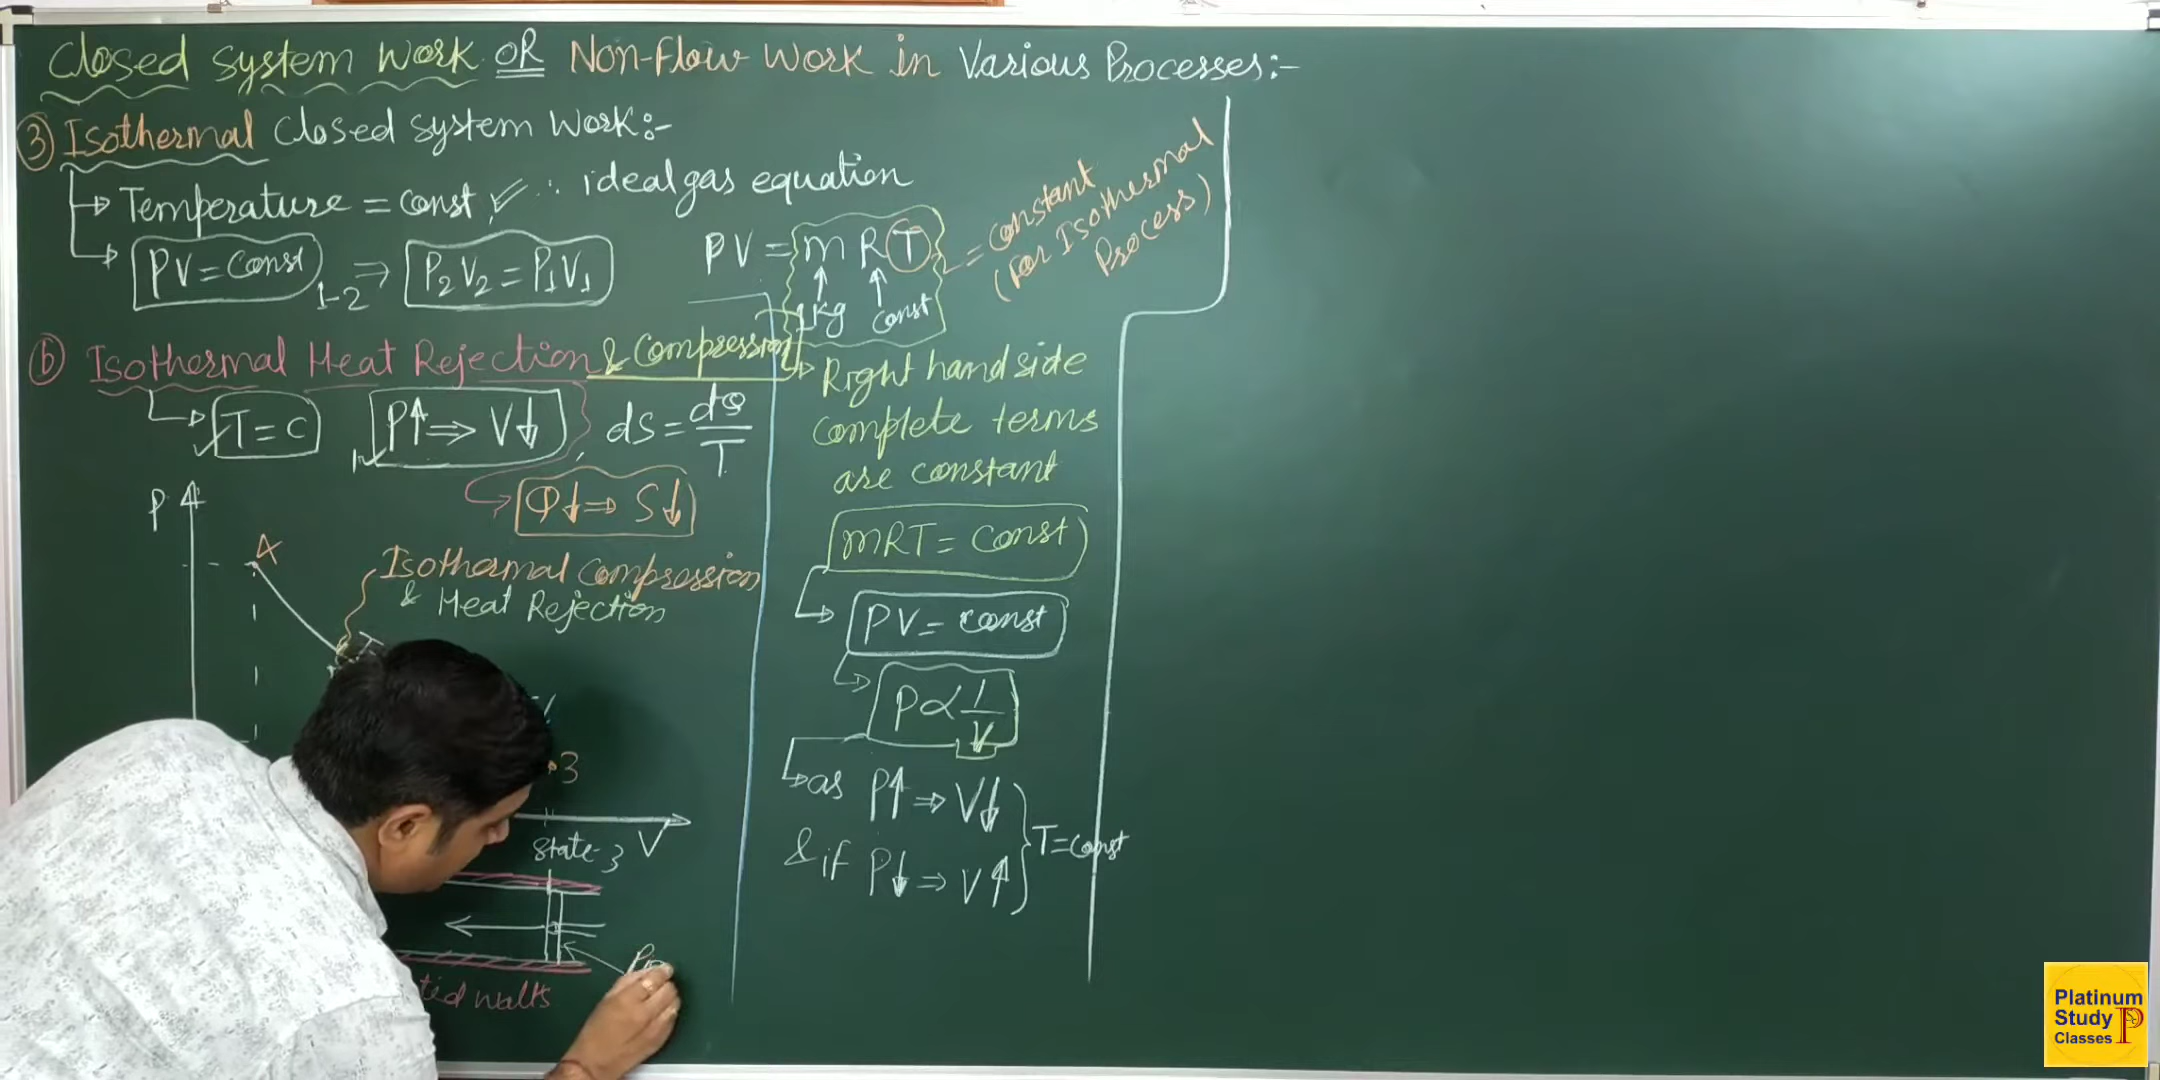 Closed System Work OR Non-Flow Work in Various Processes:-
③ Isothermal Closed system Work:-
→ Temperature = Const ✓ ∴ ideal gas equation
→ PV = Const 1-2 ⇒ P₂V₂ = P₁V₁
PV = mRT = Constant
(For Isothermal
Process)
1kg Const
ⓑ Isothermal Heat Rejection & Compression
T = C P↑ ⇒ V↓ dS = dQ/T
Q↓ ⇒ S↓
P
4
Isothermal Compression
& Heat Rejection
T
3
State-3 V
walls
Right hand side
complete terms
are constant
mRT = Const
PV = const
P ∝ 1/V
as P↑ ⇒ V↓
& if P↓ ⇒ V↑
T = Const
Platinum
Study
Classes P